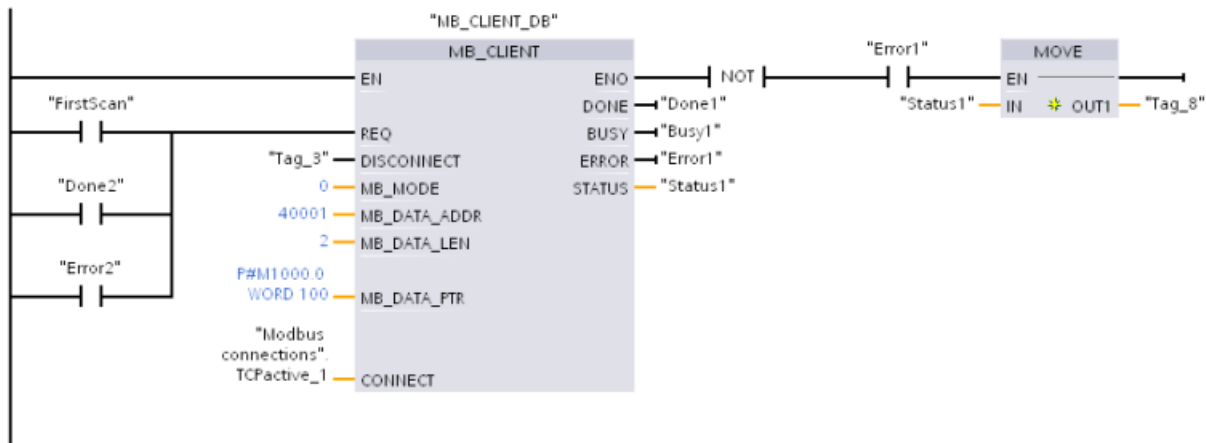 "MB_CLIENT_DB"
MB_CLIENT
"Error1"
MOVE
EN
ENO
NOT
EN
"FirstScan"
DONE
"Done1"
"Status1"
IN
OUT1
"Tag_8"
REQ
BUSY
"Busy1"
"Tag_3"
DISCONNECT
ERROR
"Error1"
"Done2"
0
MB_MODE
STATUS
"Status1"
40001
MB_DATA_ADDR
2
MB_DATA_LEN
"Error2"
P#M1000.0
WORD 100
MB_DATA_PTR
"Modbus
connections".
TCPactive_1
CONNECT